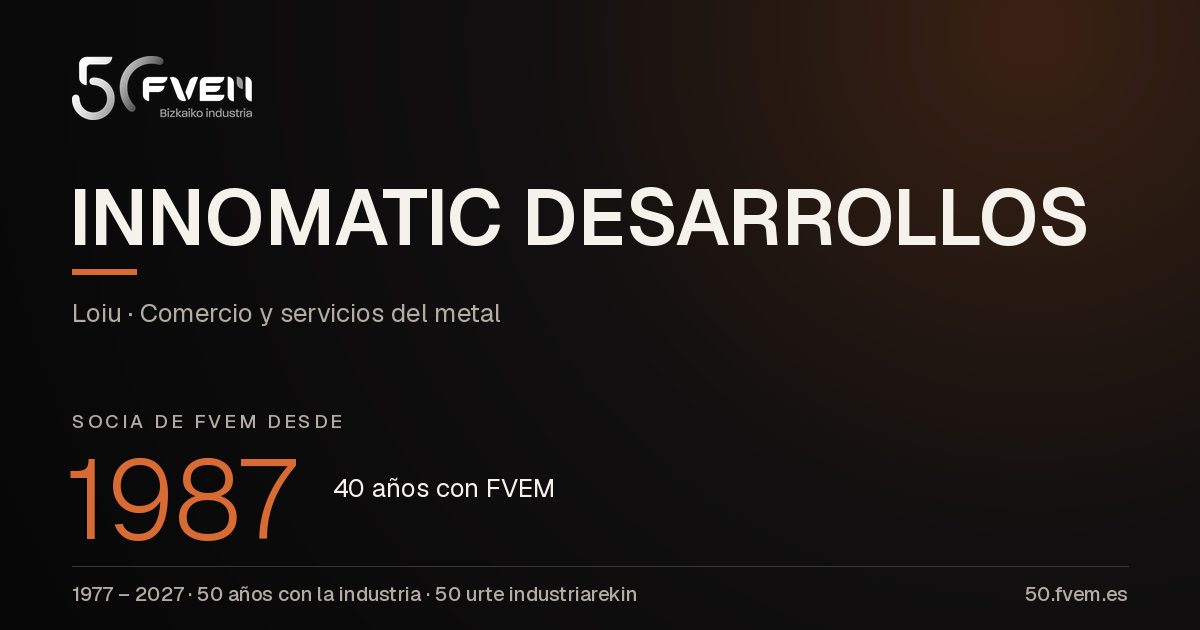 50 FVEM
Bizkaiko industria
INNOMATIC DESARROLLOS
Loiu · Comercio y servicios del metal
SOCIA DE FVEM DESDE
1987
40 años con FVEM
1977 – 2027 · 50 años con la industria · 50 urte industriarekin
50.fvem.es